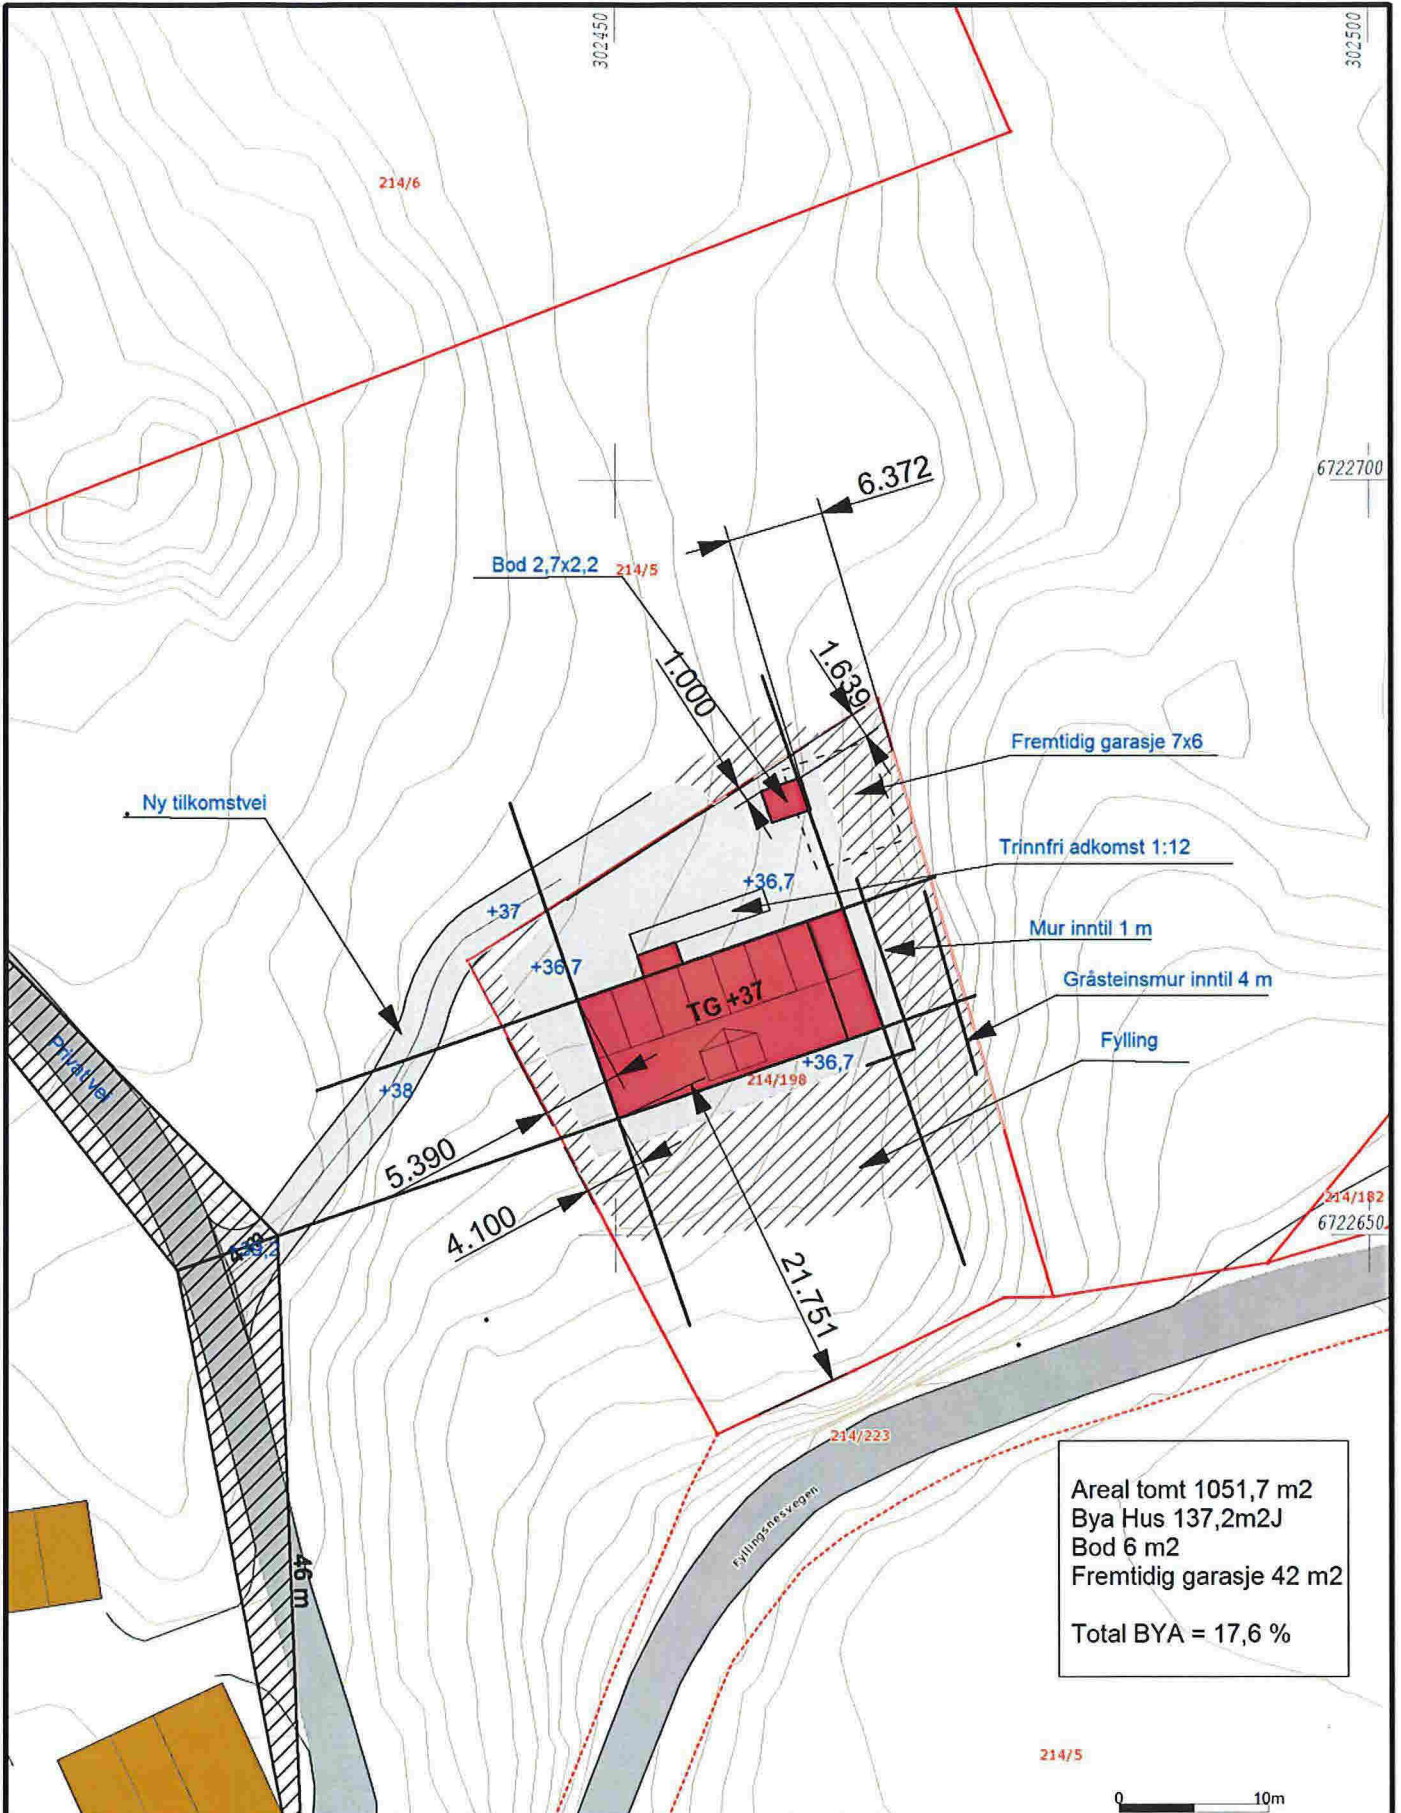 302450
302500
214/6
6722700
6.372
Bod 2,7x2,2
214/5
1.000
1.639
Fremtidig garasje 7x6
Ny tilkomstvei
Trinnfri adkomst 1:12
+36,7
+37
Mur inntil 1 m
+36,7
Gråsteinsmur inntil 4 m
TG +37
Fylling
Privat vei
+36,7
214/198
+38
5.390
4.100
214/182
6722650
21.751
214/223
Fyllingsnesvegen
46 m
Areal tomt 1051,7 m2
Bya Hus 137,2m2J
Bod 6 m2
Fremtidig garasje 42 m2
Total BYA = 17,6 %
214/5
0
10m